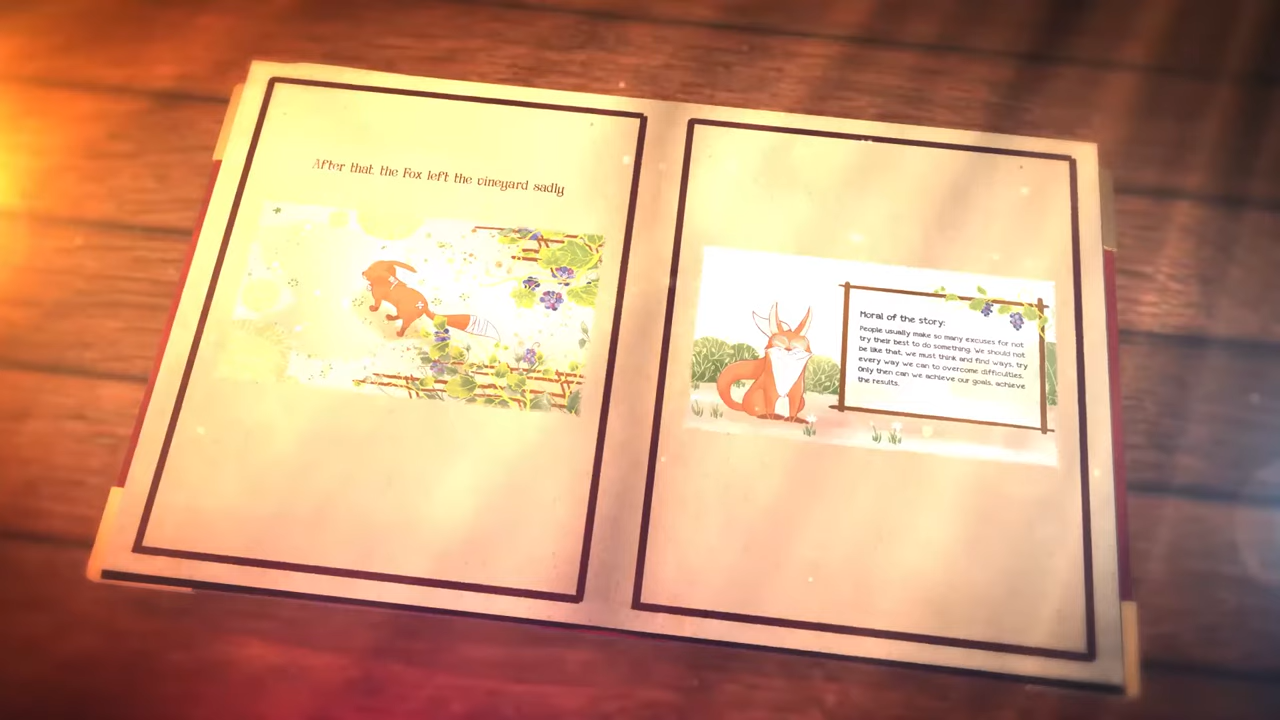 After that, the Fox left the vineyard sadly
Moral of the story:
People usually make so many excuses for not
try their best to do something. We should not
be like that, we must think and find ways, try
every way we can to overcome difficulties.
Only then can we achieve our goals, achieve
the results.